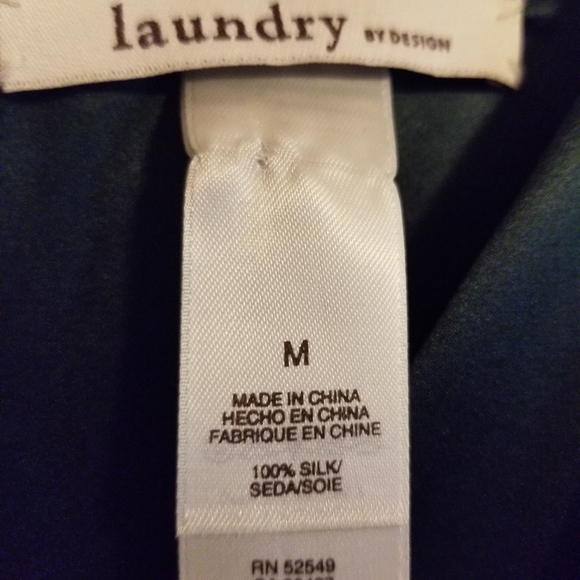 laundry BY DESIGN
M
MADE IN CHINA
HECHO EN CHINA
FABRIQUE EN CHINE
100% SILK/
SEDA/SOIE
RN 52549